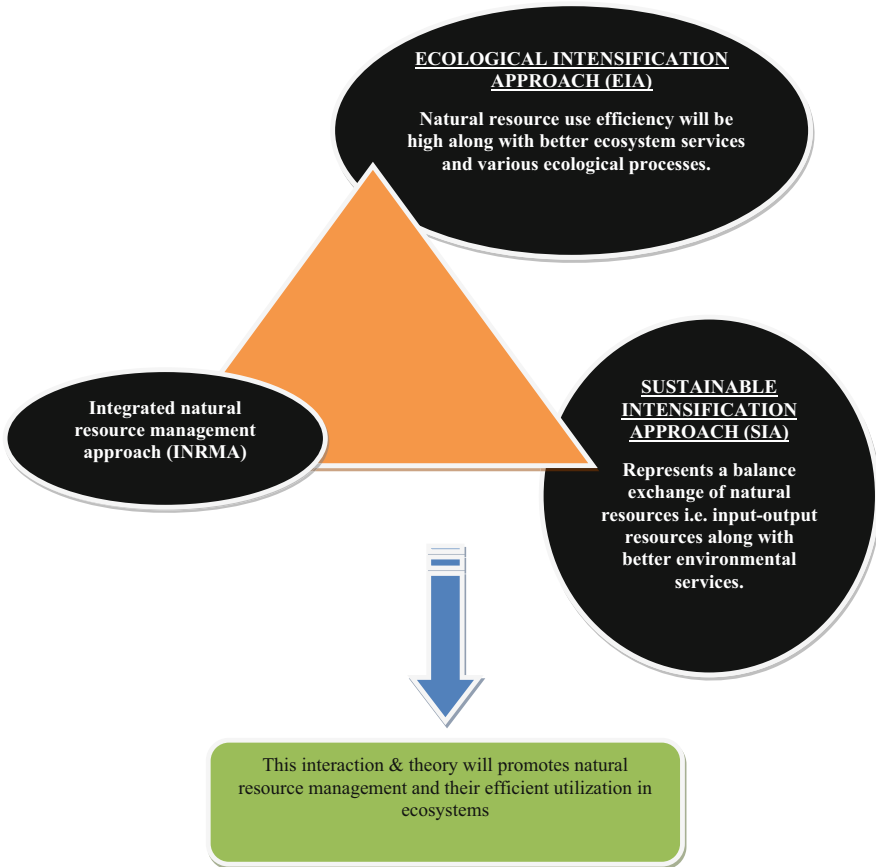 ECOLOGICAL INTENSIFICATION
APPROACH (EIA)
Natural resource use efficiency will be
high along with better ecosystem services
and various ecological processes.
Integrated natural
resource management
approach (INRMA)
SUSTAINABLE
INTENSIFICATION
APPROACH (SIA)
Represents a balance
exchange of natural
resources i.e. input-output
resources along with
better environmental
services.
This interaction & theory will promotes natural
resource management and their efficient utilization in
ecosystems